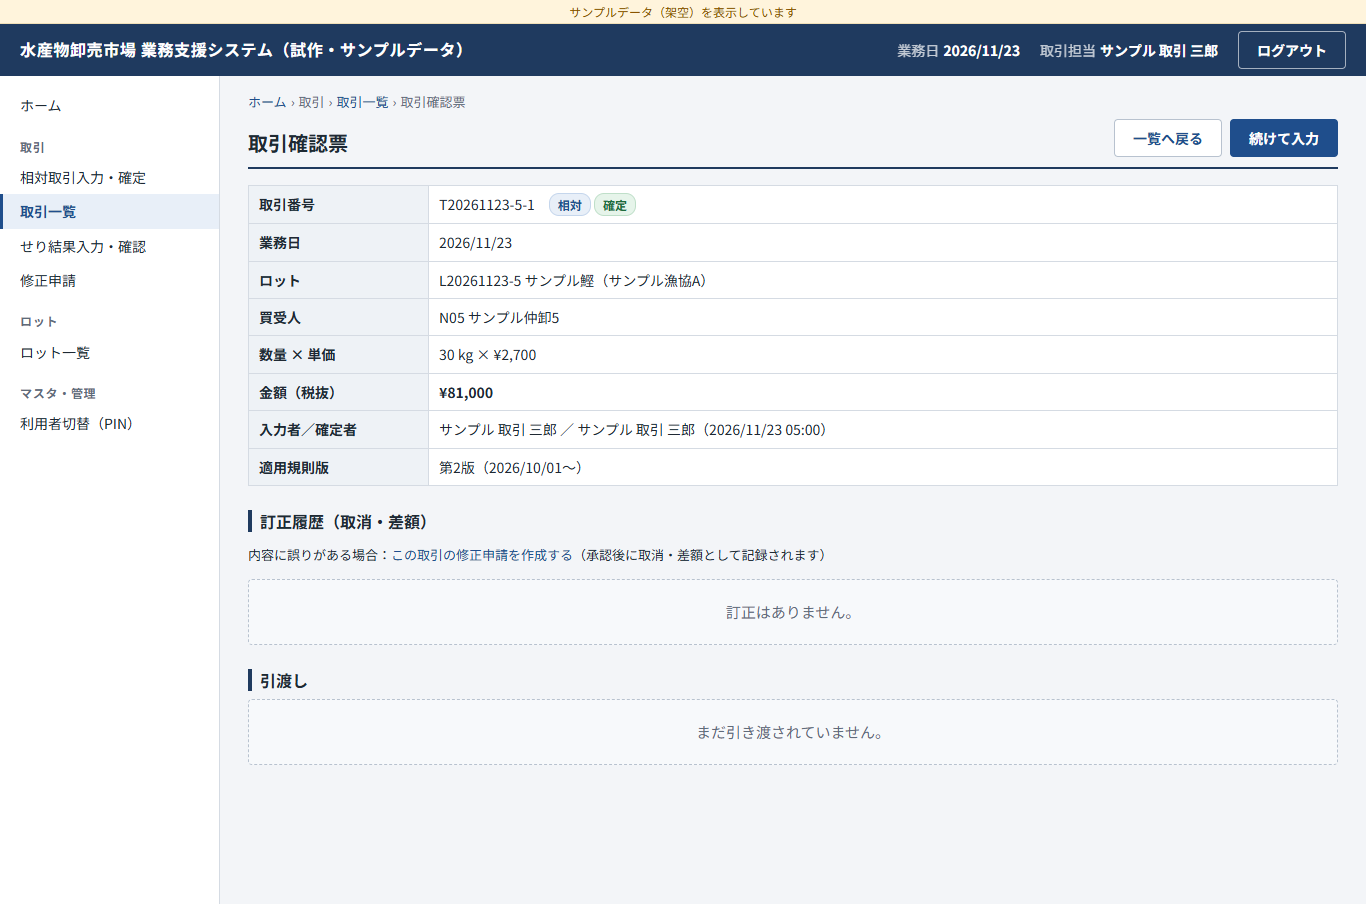 サンプルデータ（架空）を表示しています
水産物卸売市場 業務支援システム（試作・サンプルデータ）
業務日 2026/11/23 取引担当 サンプル 取引 三郎 ログアウト
ホーム
取引
相対取引入力・確定
取引一覧
せり結果入力・確認
修正申請
ロット
ロット一覧
マスタ・管理
利用者切替（PIN）
ホーム › 取引 › 取引一覧 › 取引確認票
取引確認票
一覧へ戻る 続けて入力
取引番号 T20261123-5-1 相対 確定
業務日 2026/11/23
ロット L20261123-5 サンプル鰹（サンプル漁協A）
買受人 N05 サンプル仲卸5
数量 × 単価 30 kg × ¥2,700
金額（税抜） ¥81,000
入力者／確定者 サンプル 取引 三郎 ／ サンプル 取引 三郎（2026/11/23 05:00）
適用規則版 第2版（2026/10/01〜）
訂正履歴（取消・差額）
内容に誤りがある場合：この取引の修正申請を作成する（承認後に取消・差額として記録されます）
訂正はありません。
引渡し
まだ引き渡されていません。